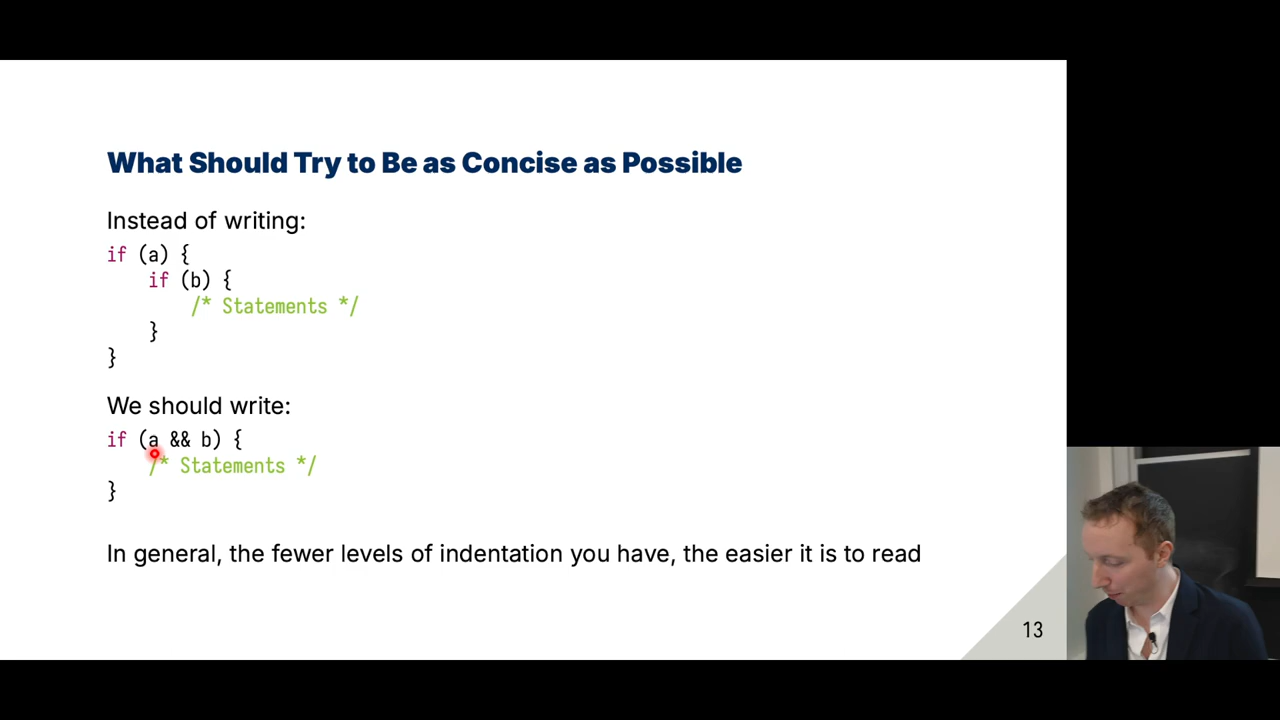 What Should Try to Be as Concise as Possible
Instead of writing:
if (a) {
    if (b) {
        /* Statements */
    }
}
We should write:
if (a && b) {
    /* Statements */
}
In general, the fewer levels of indentation you have, the easier it is to read
13